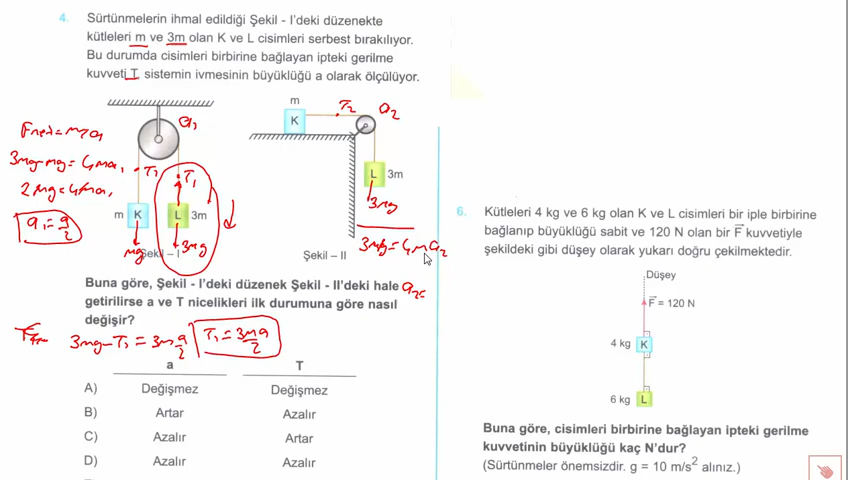 4. Sürtünmelerin ihmal edildiği Şekil - I'deki düzenekte
kütleleri m ve 3m olan K ve L cisimleri serbest bırakılıyor.
Bu durumda cisimleri birbirine bağlayan ipteki gerilme
kuvveti T, sistemin ivmesinin büyüklüğü a olarak ölçülüyor.
a₁
Fnet=m.a
3mg-mg=4ma₁
2mg=4ma₁
a₁=g/2
T₁
T₁
m K
L 3m
mg
3mg
Şekil – I
m
K
T₂
a₂
L 3m
3mg
3mg=4ma₂
Şekil – II
Buna göre, Şekil - I'deki düzenek Şekil - II'deki hale
a₂=
getirilirse a ve T nicelikleri ilk durumuna göre nasıl
değişir?
3mg-T₁=3m g/2
T₁=3mg/2
a T
A) Değişmez Değişmez
B) Artar Azalır
C) Azalır Artar
D) Azalır Azalır
6. Kütleleri 4 kg ve 6 kg olan K ve L cisimleri bir iple birbirine
bağlanıp büyüklüğü sabit ve 120 N olan bir F kuvvetiyle
şekildeki gibi düşey olarak yukarı doğru çekilmektedir.
Düşey
F = 120 N
4 kg K
6 kg L
Buna göre, cisimleri birbirine bağlayan ipteki gerilme
kuvvetinin büyüklüğü kaç N'dur?
(Sürtünmeler önemsizdir. g = 10 m/s² alınız.)